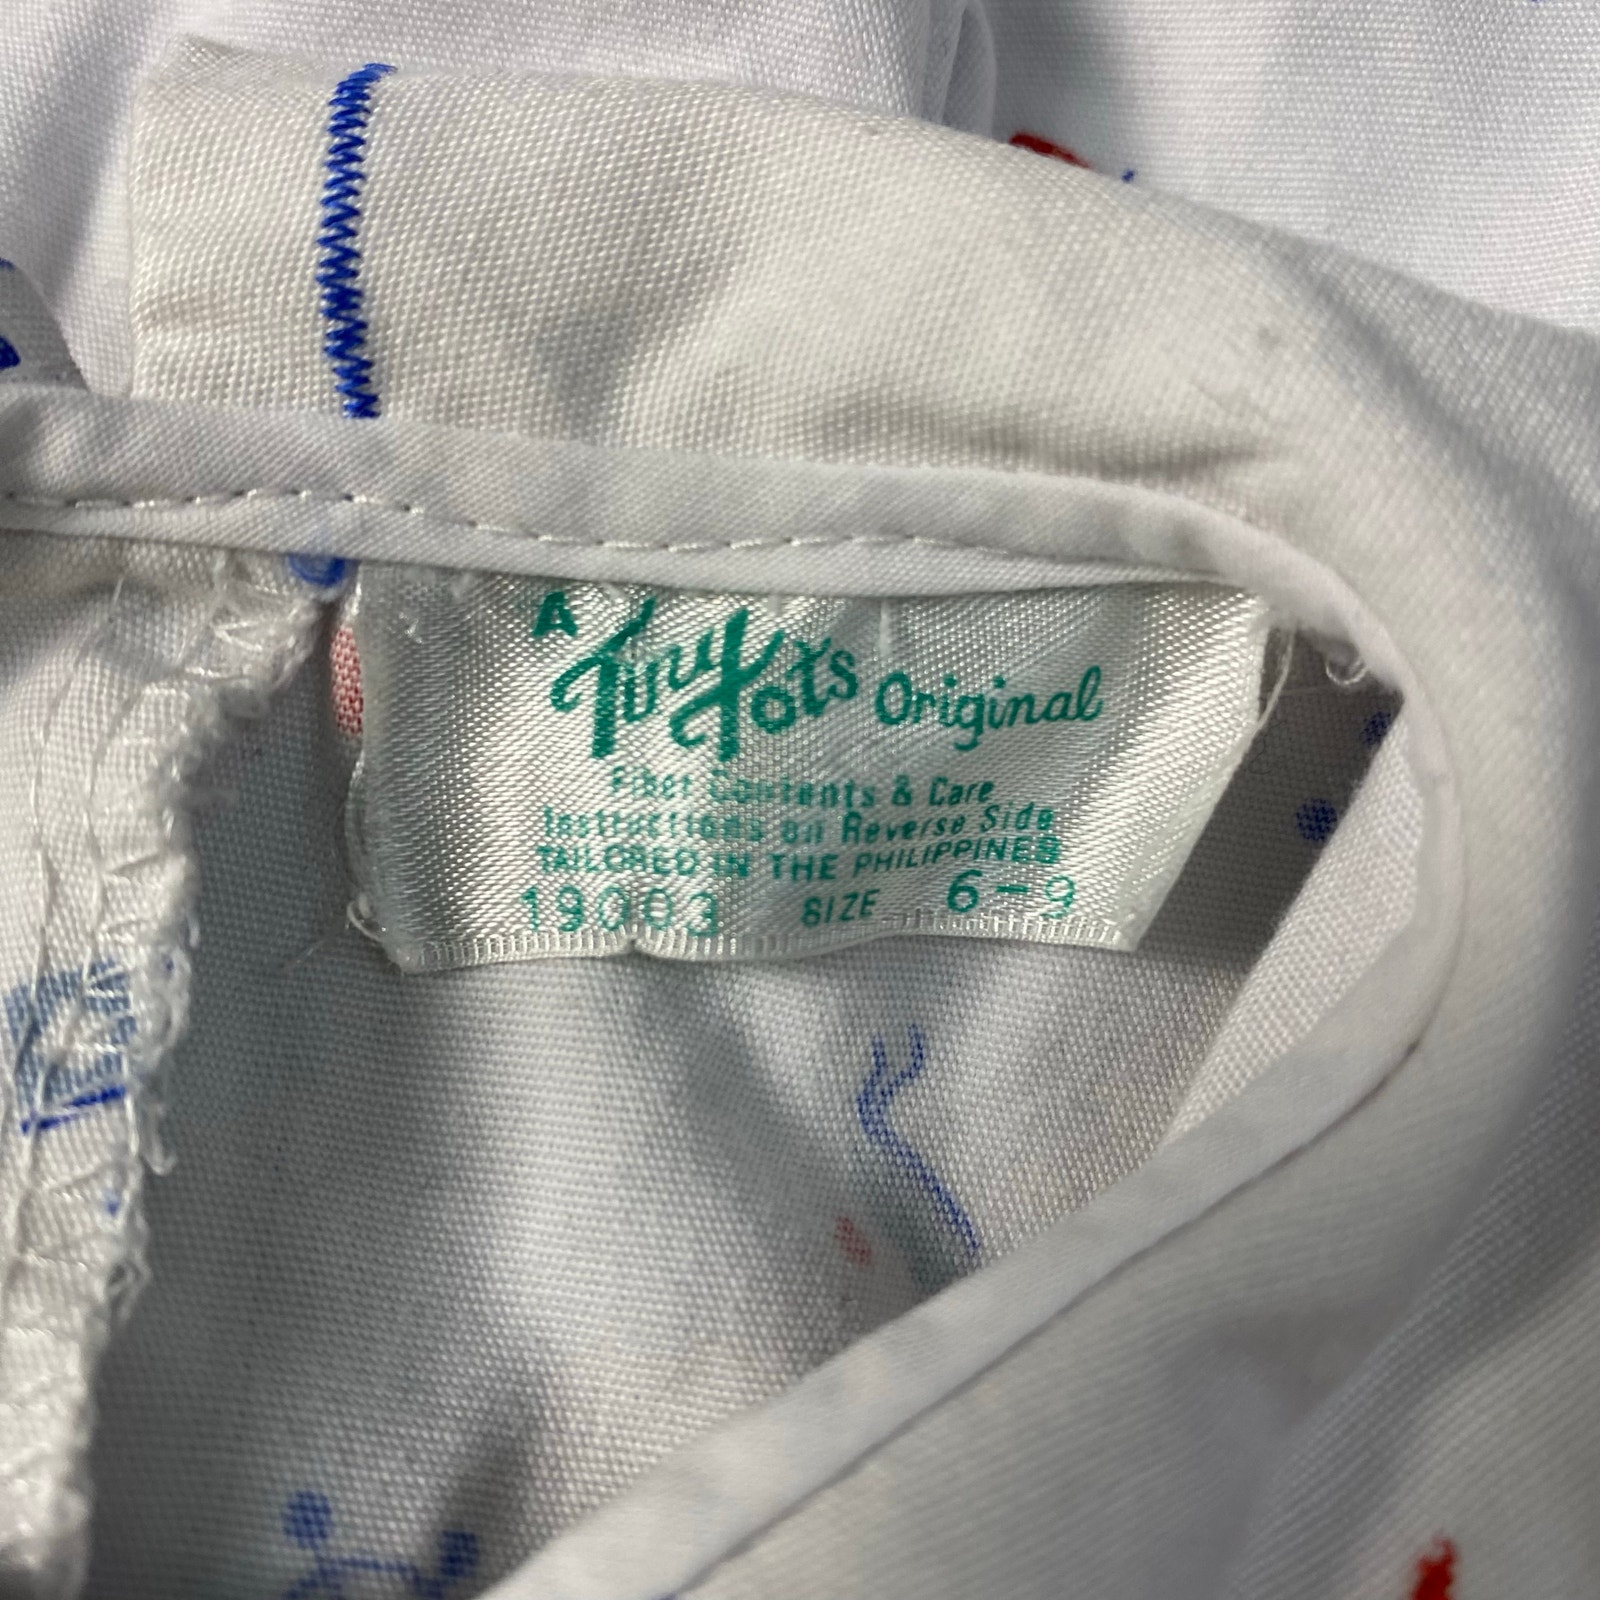 A Tiny Tots Original
Fiber Contents & Care
Instructions on Reverse Side
TAILORED IN THE PHILIPPINES
19003 SIZE 6-9